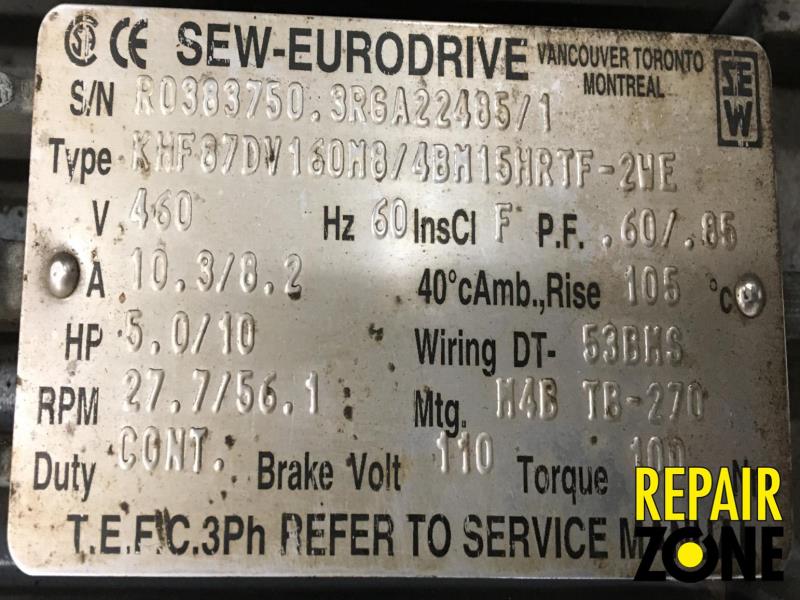 CE SEW-EURODRIVE VANCOUVER TORONTO
MONTREAL
SEW
S/N R0383750.3RGA22485/1
Type KHF87DV160M8/4BM15HRTF-2WE
V 460 Hz 60 InsCl F P.F. .60/.85
A 10.3/8.2 40°cAmb.,Rise 105 °c
HP 5.0/10 Wiring DT- 53BMS
RPM 27.7/56.1 Mtg. M4B TB-270
Duty CONT. Brake Volt 110 Torque 100
T.E.F.C.3Ph REFER TO SERVICE
REPAIR
ZONE